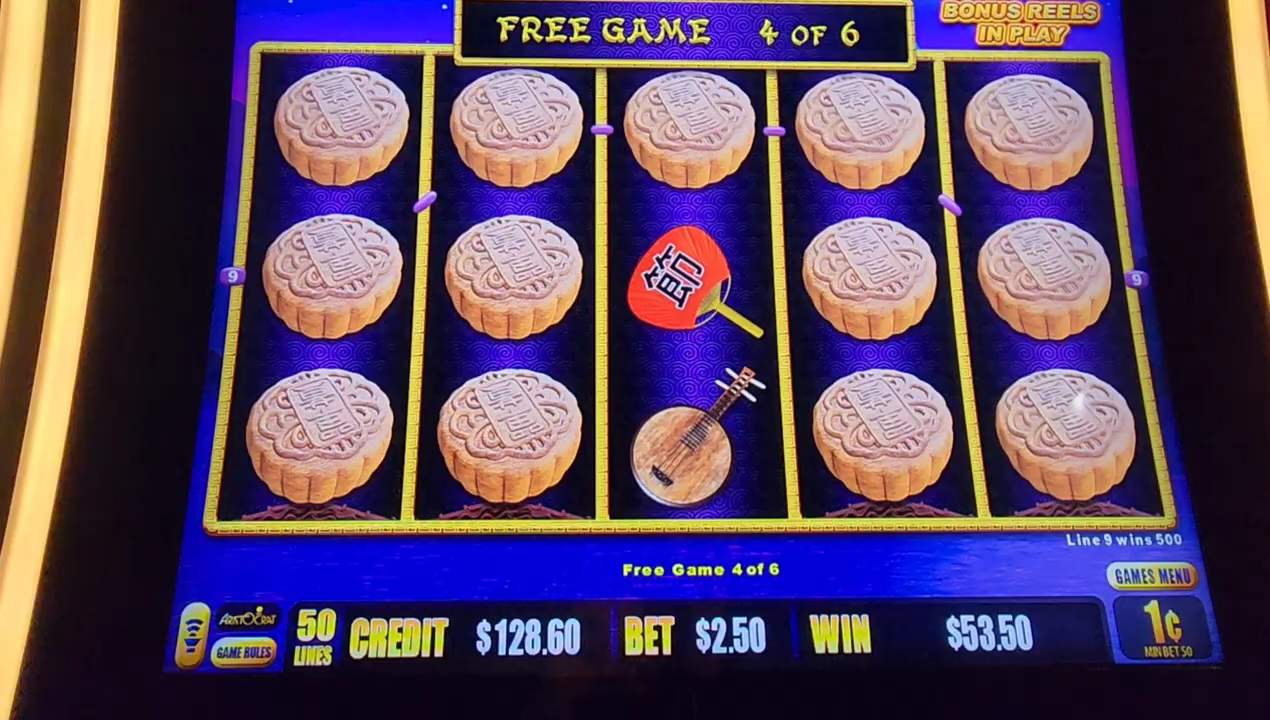 FREE GAME 4 OF 6
BONUS REELS
IN PLAY
9
9
Line 9 wins 500
Free Game 4 of 6
GAMES MENU
ARISTOCRAT
GAME RULES
50
LINES
CREDIT $128.60
BET $2.50
WIN $53.50
1¢
MIN BET 50